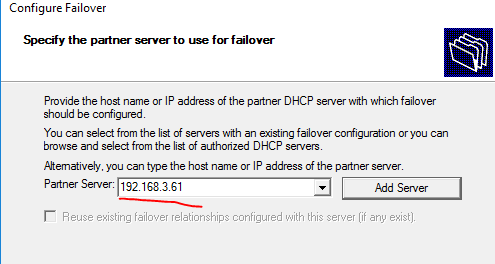 Configure Failover
Specify the partner server to use for failover
Provide the host name or IP address of the partner DHCP server with which failover
should be configured.
You can select from the list of servers with an existing failover configuration or you can
browse and select from the list of authorized DHCP servers.
Alternatively, you can type the host name or IP address of the partner server.
Partner Server: 192.168.3.61 Add Server
Reuse existing failover relationships configured with this server (if any exist).